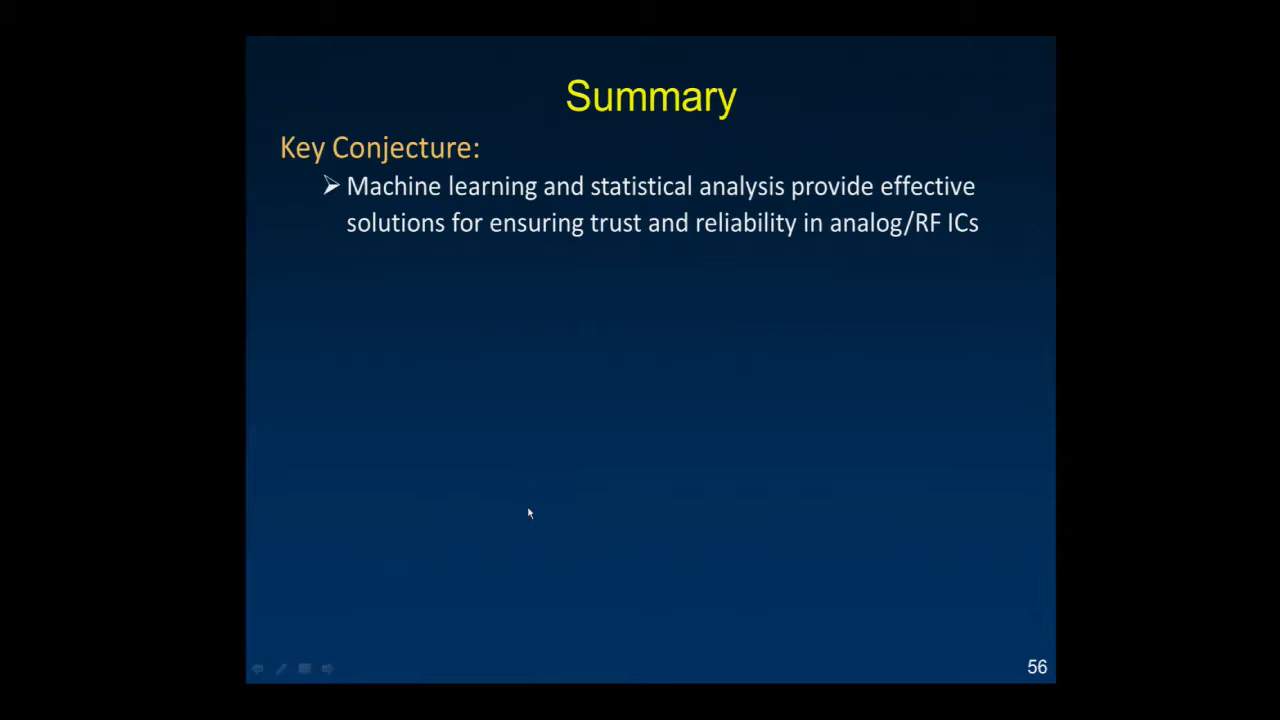 Summary
Key Conjecture:
➢ Machine learning and statistical analysis provide effective
solutions for ensuring trust and reliability in analog/RF ICs
56